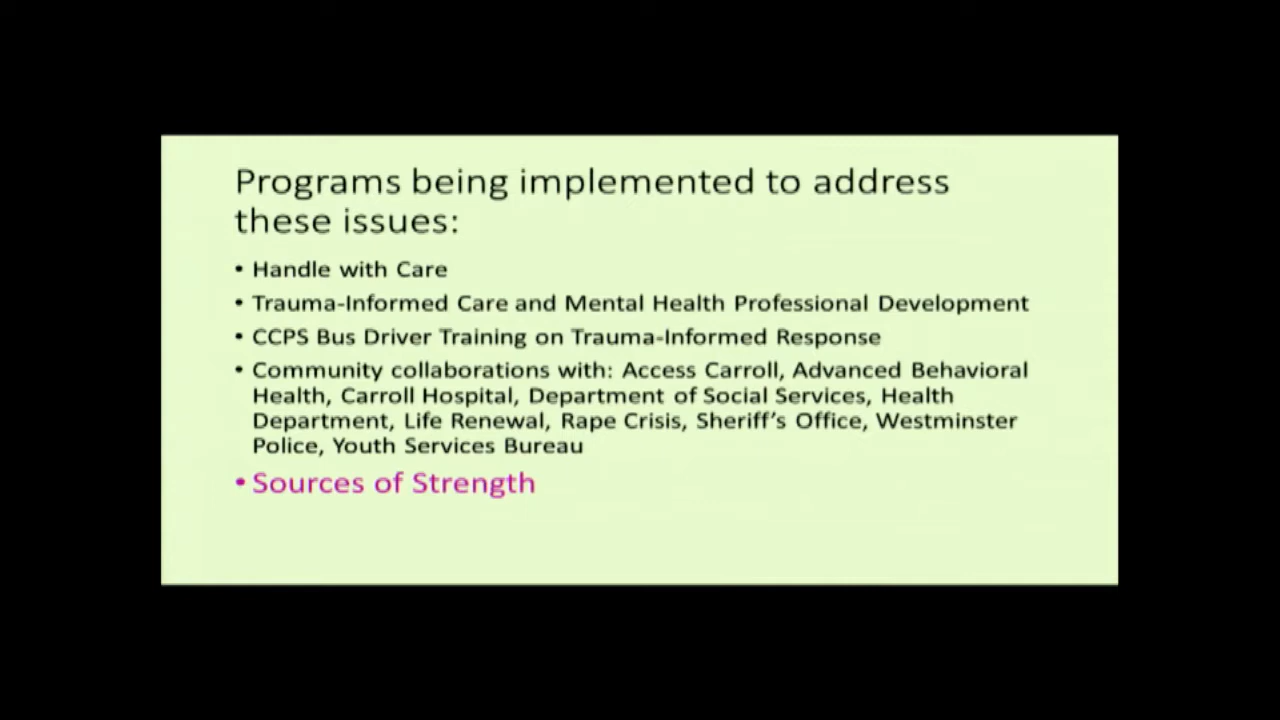 Programs being implemented to address
these issues:
• Handle with Care
• Trauma-Informed Care and Mental Health Professional Development
• CCPS Bus Driver Training on Trauma-Informed Response
• Community collaborations with: Access Carroll, Advanced Behavioral
Health, Carroll Hospital, Department of Social Services, Health
Department, Life Renewal, Rape Crisis, Sheriff’s Office, Westminster
Police, Youth Services Bureau
• Sources of Strength